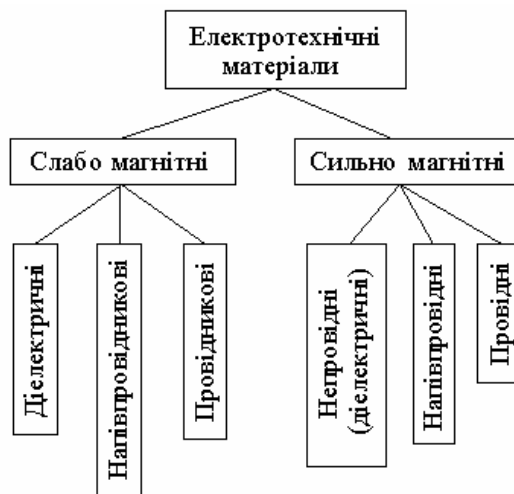 Електротехнічні
матеріали
Слабо магнітні
Сильно магнітні
Діелектричні
Напівпровідникові
Провідникові
Непровідні
(діелектричні)
Напівпровідні
Провідні